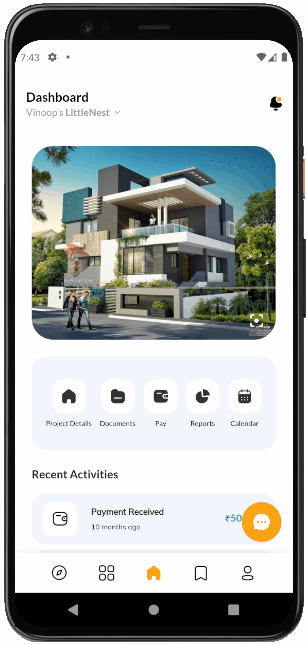 7:43
Dashboard
Vinoop's LittleNest
Project Details Documents Pay Reports Calendar
Recent Activities
Payment Received
₹50
10 months ago